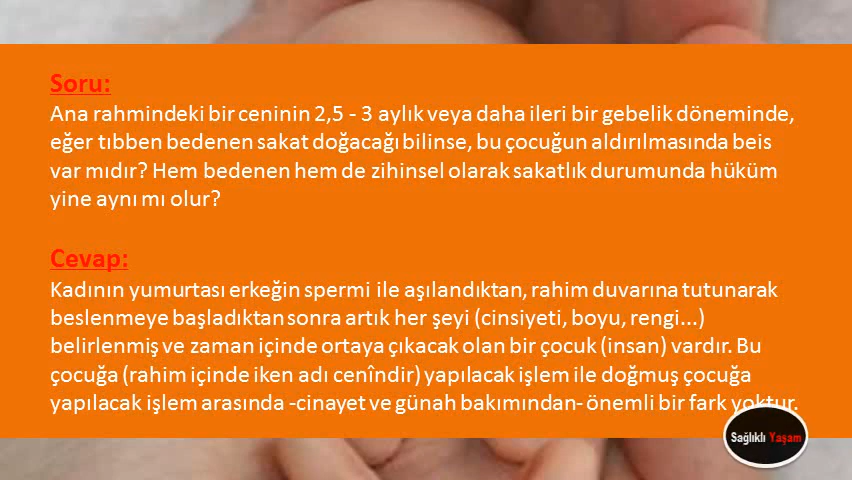 Soru:
Ana rahmindeki bir ceninin 2,5 - 3 aylık veya daha ileri bir gebelik döneminde,
eğer tıbben bedenen sakat doğacağı bilinse, bu çocuğun aldırılmasında beis
var mıdır? Hem bedenen hem de zihinsel olarak sakatlık durumunda hüküm
yine aynı mı olur?
Cevap:
Kadının yumurtası erkeğin spermi ile aşılandıktan, rahim duvarına tutunarak
beslenmeye başladıktan sonra artık her şeyi (cinsiyeti, boyu, rengi...)
belirlenmiş ve zaman içinde ortaya çıkacak olan bir çocuk (insan) vardır. Bu
çocuğa (rahim içinde iken adı cenîndir) yapılacak işlem ile doğmuş çocuğa
yapılacak işlem arasında -cinayet ve günah bakımından- önemli bir fark yoktur.
Sağlıklı Yaşam